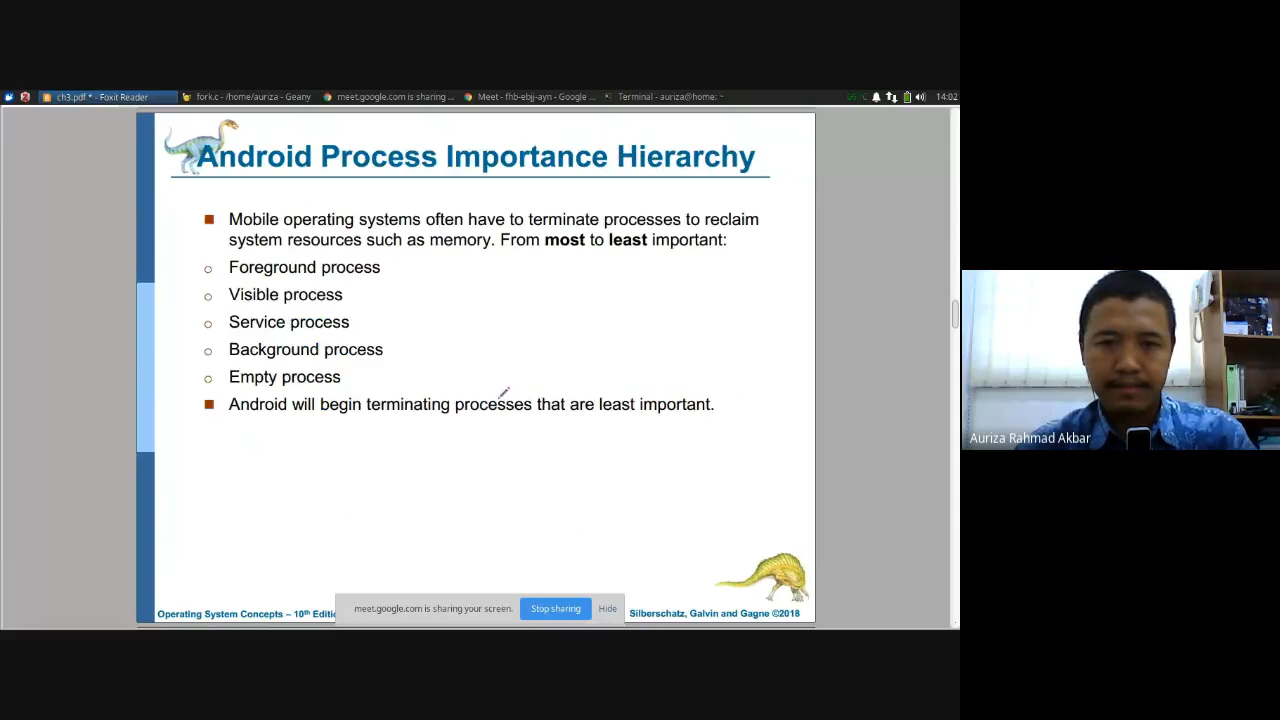 ch3.pdf * - Foxit Reader
fork.c - /home/auriza - Geany
meet.google.com is sharing ...
Meet - fhb-ebjj-ayn - Google ...
Terminal - auriza@home: ~
14:02
Android Process Importance Hierarchy
Mobile operating systems often have to terminate processes to reclaim
system resources such as memory. From most to least important:
Foreground process
Visible process
Service process
Background process
Empty process
Android will begin terminating processes that are least important.
Auriza Rahmad Akbar
meet.google.com is sharing your screen.
Stop sharing
Hide
Operating System Concepts – 10th Editi
Silberschatz, Galvin and Gagne ©2018